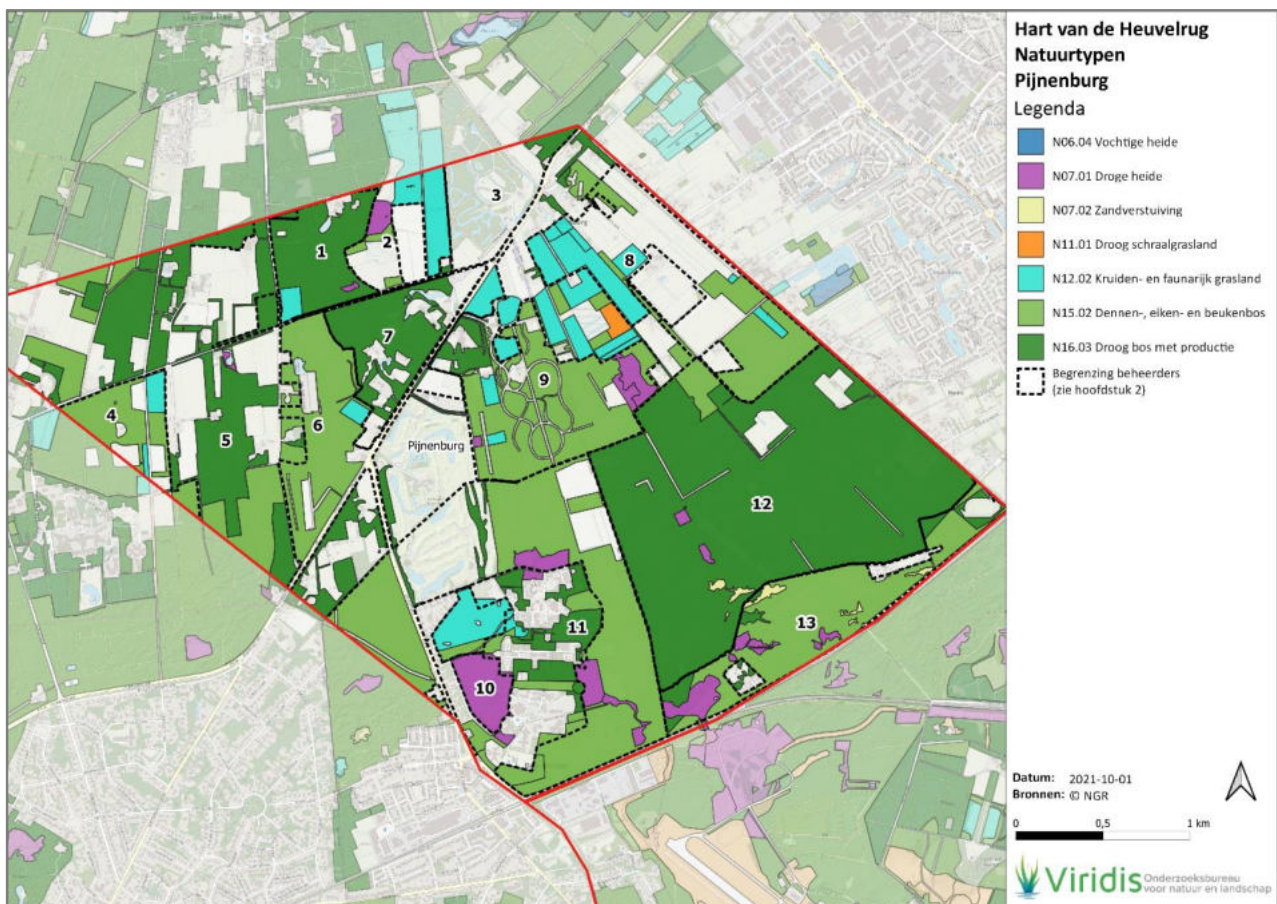 Hart van de Heuvelrug
Natuurtypen
Pijnenburg
Legenda
N06.04 Vochtige heide
N07.01 Droge heide
N07.02 Zandverstuiving
N11.01 Droog schraalgrasland
N12.02 Kruiden- en faunarijk grasland
N15.02 Dennen-, eiken- en beukenbos
N16.03 Droog bos met productie
Begrenzing beheerders
(zie hoofdstuk 2)
1
2
3
4
5
6
7
8
9
Pijnenburg
10
11
12
13
Datum: 2021-10-01
Bronnen: © NGR
0 0,5 1 km
Viridis Onderzoeksbureau
voor natuur en landschap